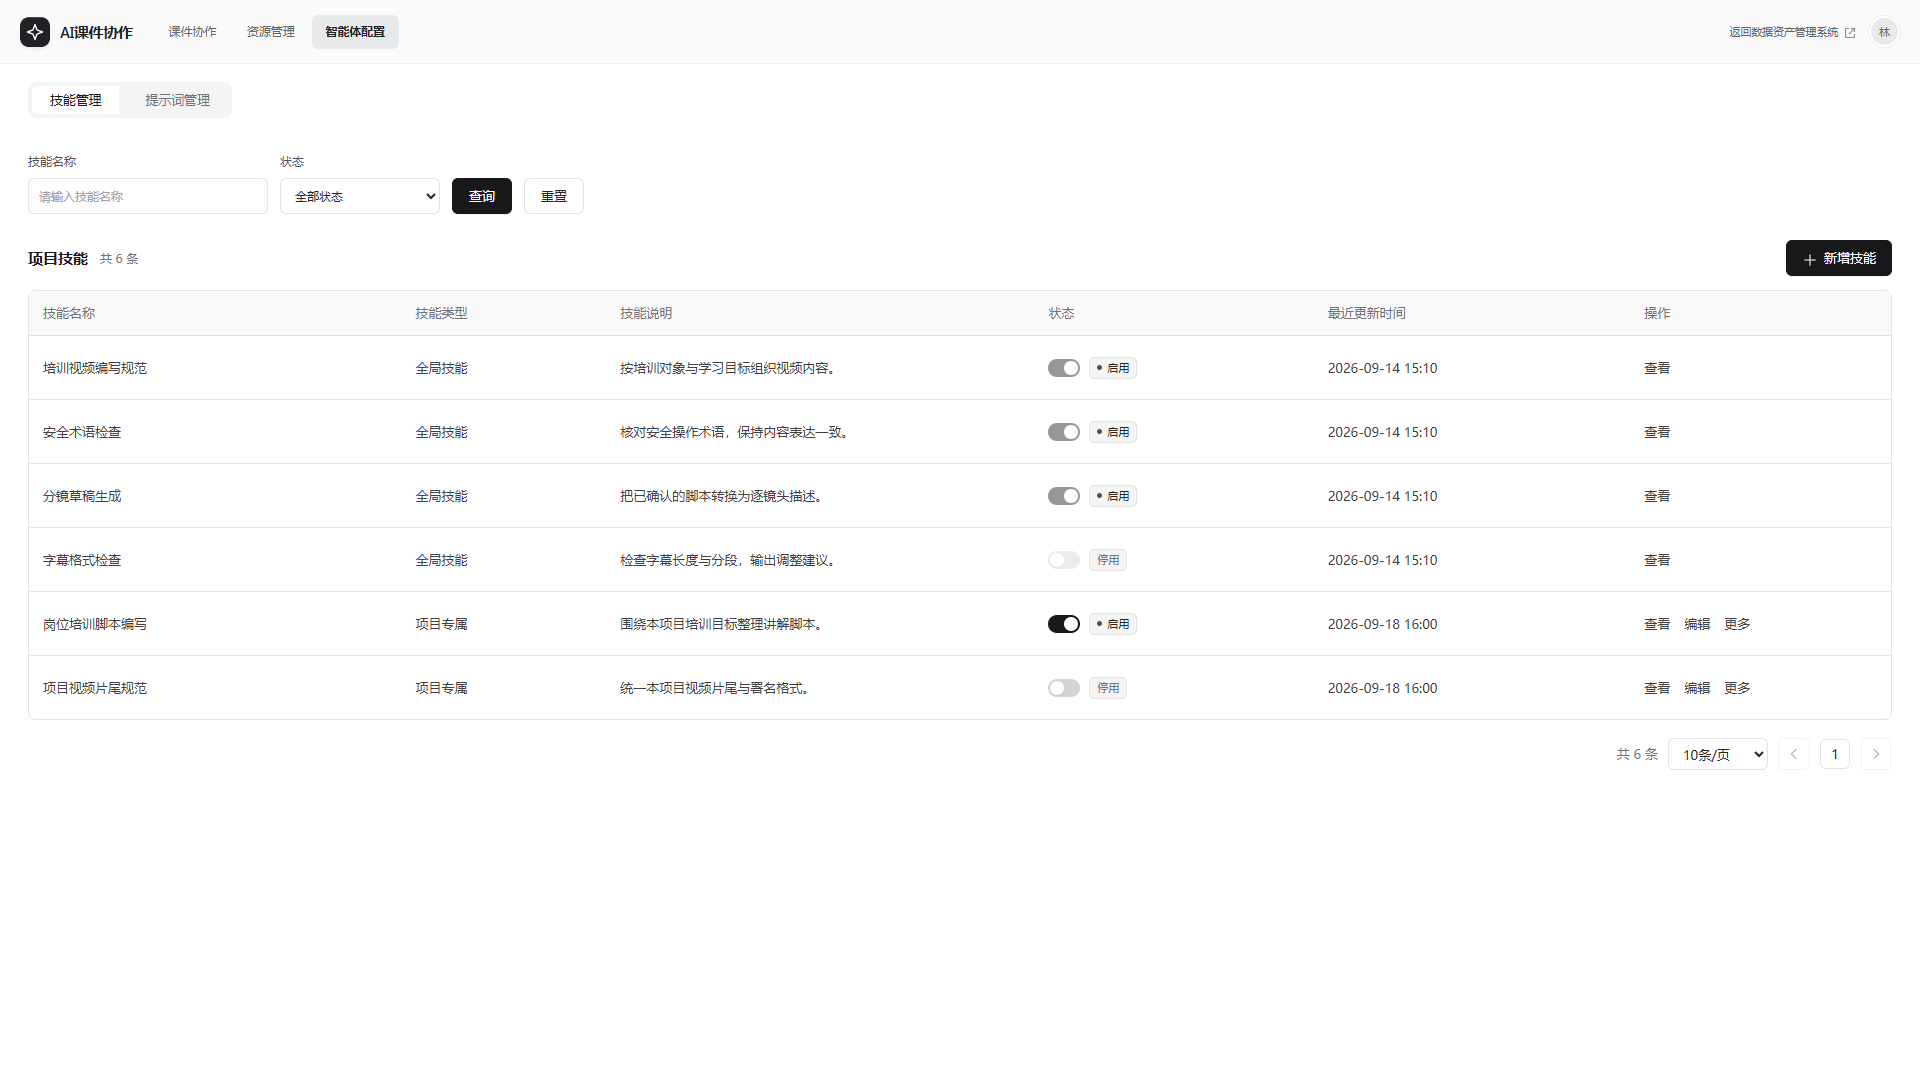 AI课件协作 课件协作 资源管理 智能体配置 返回数据资产管理系统 林
技能管理 提示词管理
技能名称 状态
请输入技能名称 全部状态 查询 重置
项目技能 共 6 条 新增技能
技能名称 技能类型 技能说明 状态 最近更新时间 操作
培训视频编写规范 全局技能 按培训对象与学习目标组织视频内容。 启用 2026-09-14 15:10 查看
安全术语检查 全局技能 核对安全操作术语，保持内容表达一致。 启用 2026-09-14 15:10 查看
分镜草稿生成 全局技能 把已确认的脚本转换为逐镜头描述。 启用 2026-09-14 15:10 查看
字幕格式检查 全局技能 检查字幕长度与分段，输出调整建议。 停用 2026-09-14 15:10 查看
岗位培训脚本编写 项目专属 围绕本项目培训目标整理讲解脚本。 启用 2026-09-18 16:00 查看 编辑 更多
项目视频片尾规范 项目专属 统一本项目视频片尾与署名格式。 停用 2026-09-18 16:00 查看 编辑 更多
共 6 条 10条/页 1